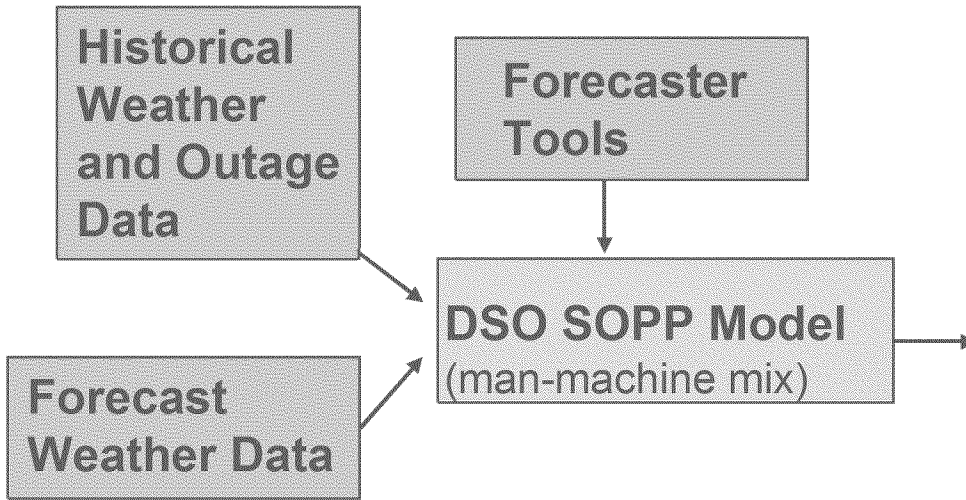 Historical
Weather
and Outage
Data
Forecaster
Tools
DSO SOPP Model
(man-machine mix)
Forecast
Weather Data